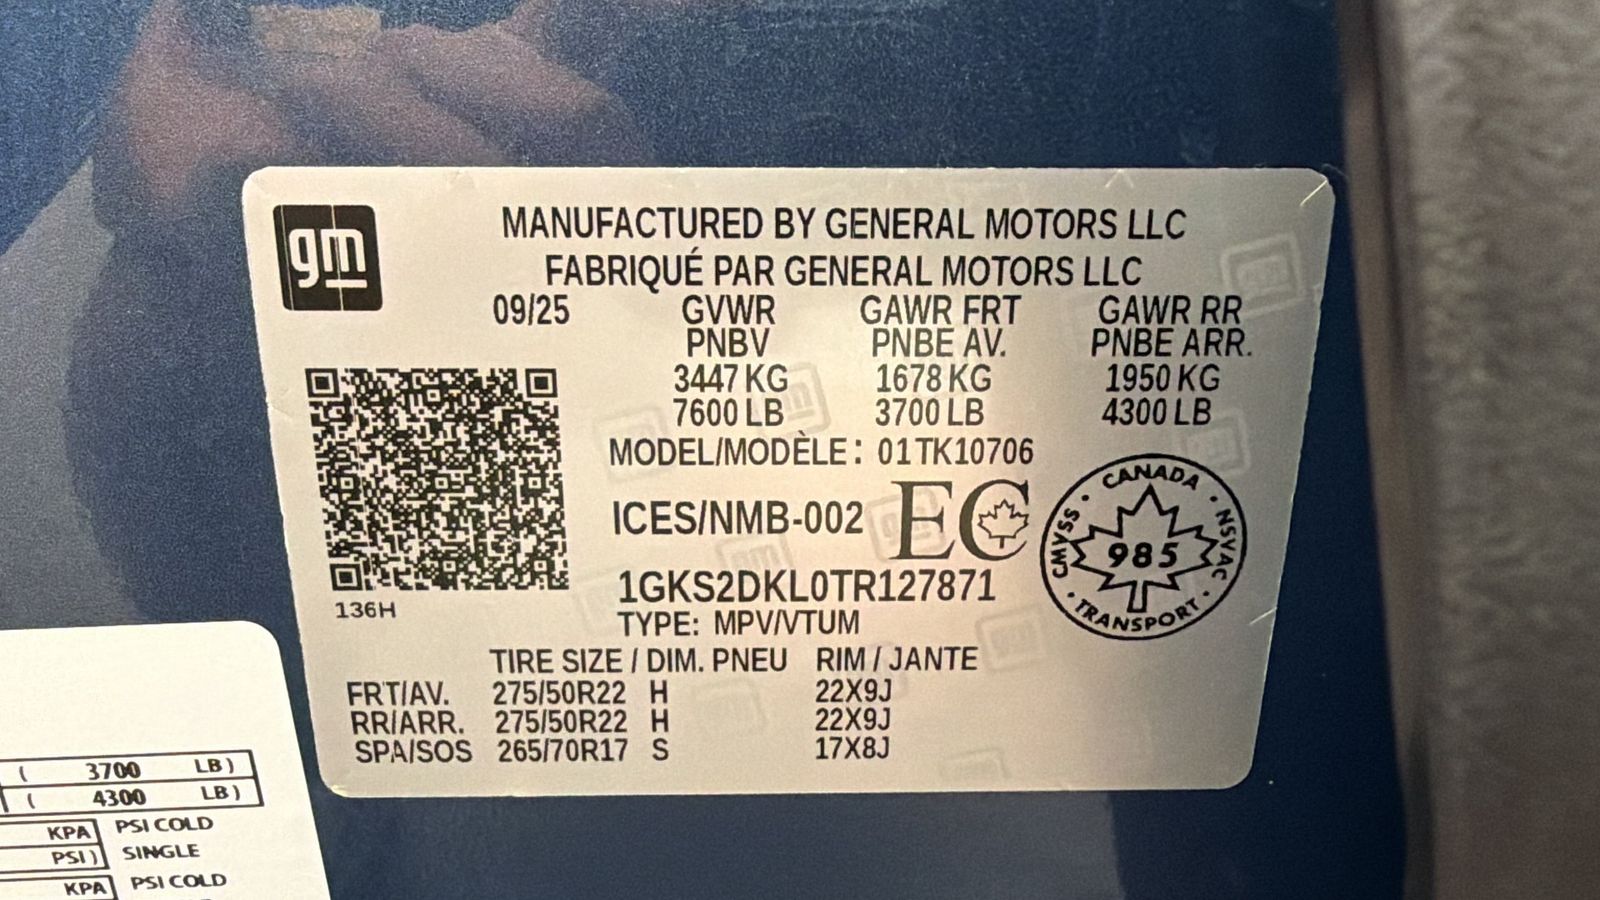 gm
MANUFACTURED BY GENERAL MOTORS LLC
FABRIQUÉ PAR GENERAL MOTORS LLC
09/25 GVWR GAWR FRT GAWR RR
PNBV PNBE AV. PNBE ARR.
3447 KG 1678 KG 1950 KG
7600 LB 3700 LB 4300 LB
MODEL/MODÈLE: 01TK10706
ICES/NMB-002 EC
CANADA
CMVSS 985 NSVAC
TRANSPORT
1GKS2DKL0TR127871
136H
TYPE: MPV/VTUM
TIRE SIZE / DIM. PNEU RIM / JANTE
FRT/AV. 275/50R22 H 22X9J
RR/ARR. 275/50R22 H 22X9J
SPA/SOS 265/70R17 S 17X8J
( 3700 LB )
( 4300 LB )
KPA PSI COLD
PSI ) SINGLE
KPA PSI COLD